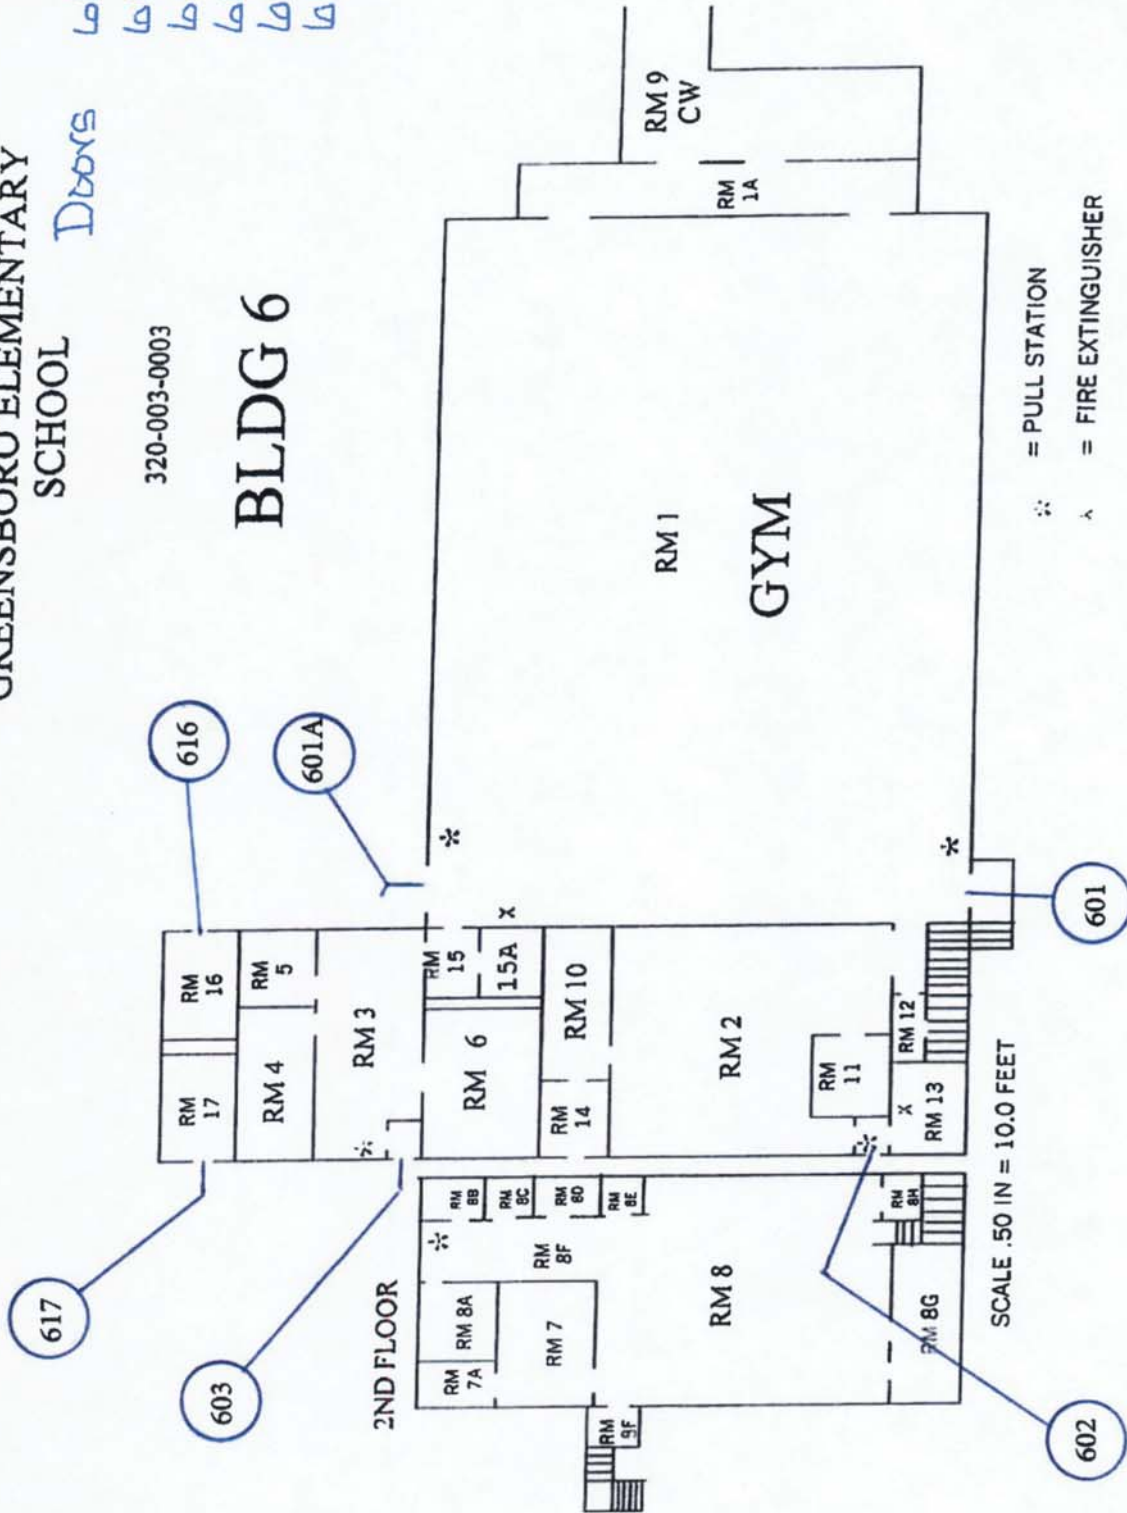 GREENSBORO ELEMENTARY
SCHOOL
Doors
320-003-0003
BLDG 6
616
601A
617
603
RM 16
RM 17
RM 5
RM 4
RM 3
RM 15
15A
X
RM 6
RM 10
RM 14
RM 2
RM 11
RM 12
RM 13
X
RM 1
GYM
RM 1A
RM 9
CW
2ND FLOOR
RM 8B
RM 8C
RM 8D
RM 8E
RM 8F
RM 8A
RM 7A
RM 7
RM 8
RM 8H
RM 8G
RM 9F
601
602
SCALE .50 IN = 10.0 FEET
= PULL STATION
= FIRE EXTINGUISHER